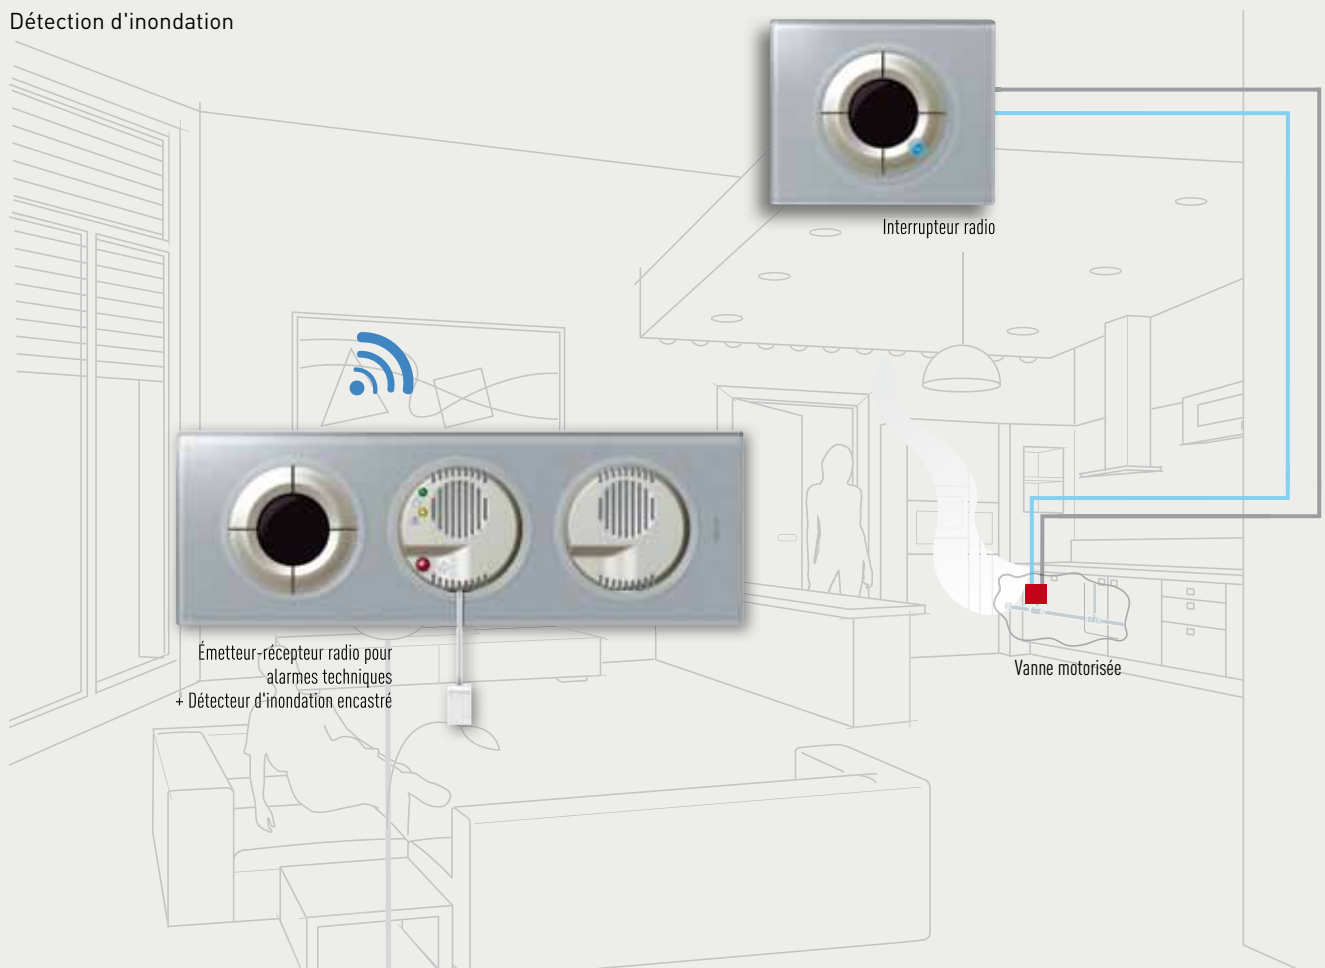 Détection d'inondation
Interrupteur radio
Émetteur-récepteur radio pour
alarmes techniques
+ Détecteur d'inondation encastré
Vanne motorisée